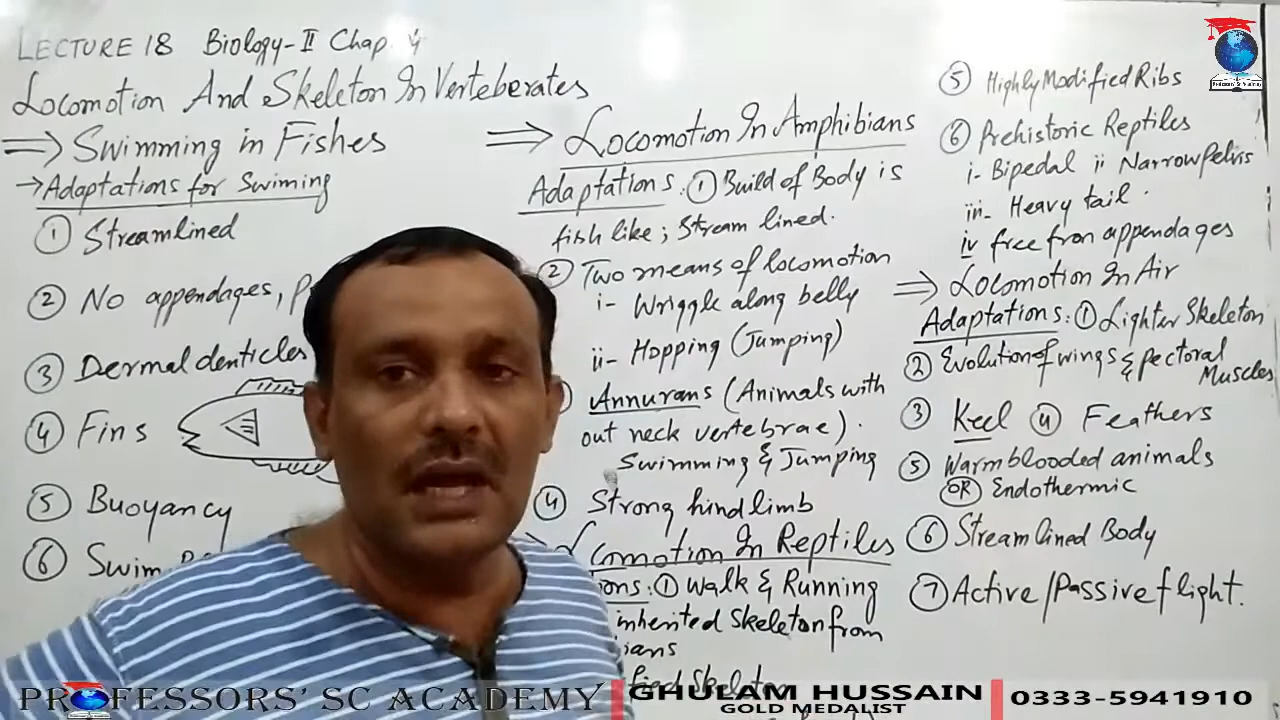 LECTURE 18 Biology-II Chap. 4
Locomotion And Skeleton In Verteberates
⇒ Swimming in Fishes
→ Adaptations for Swiming
① Streamlined
② No appendages,
③ Dermal denticles
④ Fins
⑤ Buoyancy
⑥ Swim
⇒ Locomotion In Amphibians
Adaptations: ① Build of Body is
fish like; Stream lined.
② Two means of locomotion
i- Wriggle along belly
ii- Hopping (Jumping)
Annurans (Animals with
out neck vertebrae).
Swimming & Jumping
④ Strong hind limb
Locomotion In Reptiles
① Walk & Running
inherited Skeleton from
Skeleton
⑤ Highly Modified Ribs
⑥ Prehistoric Reptiles
i- Bipedal ii Narrow Pelvis
iii- Heavy tail.
iv free fron appendages
⇒ Locomotion In Air
Adaptations: ① Lighter Skeleton
② Evolution of wings & pectoral
Muscles
③ Keel ④ Feathers
⑤ Warmblooded animals
OR Endothermic
⑥ Streamlined Body
⑦ Active/Passive flight.
PROFESSORS' SC ACADEMY
GHULAM HUSSAIN
GOLD MEDALIST
0333-5941910